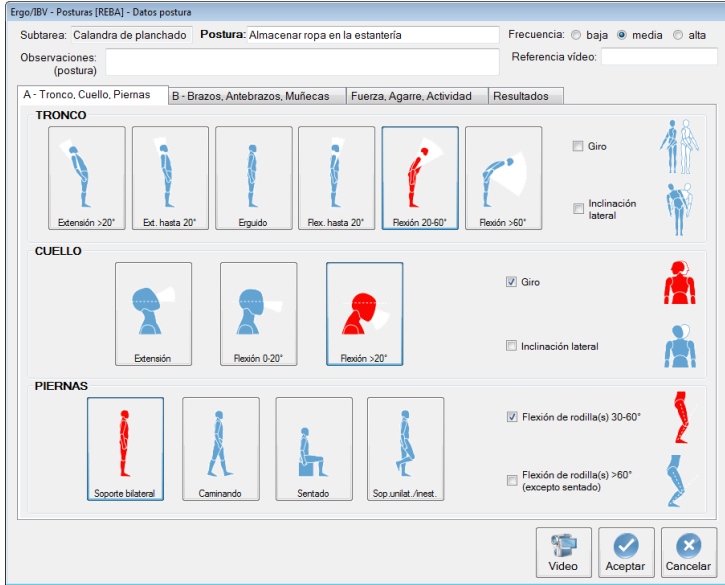 Ergo/IBV - Posturas [REBA] - Datos postura
Subtarea: Calandra de planchado Postura: Almacenar ropa en la estantería Frecuencia: baja media alta
Observaciones: Referencia vídeo:
(postura)
A - Tronco, Cuello, Piernas B - Brazos, Antebrazos, Muñecas Fuerza, Agarre, Actividad Resultados
TRONCO
Giro
Inclinación
lateral
Extensión >20° Ext. hasta 20° Erguido Flex. hasta 20° Flexión 20-60° Flexión >60°
CUELLO
Giro
Inclinación lateral
Extensión Flexión 0-20° Flexión >20°
PIERNAS
Flexión de rodilla(s) 30-60°
Flexión de rodilla(s) >60°
(excepto sentado)
Soporte bilateral Caminando Sentado Sop.unilat./inest.
Video Aceptar Cancelar